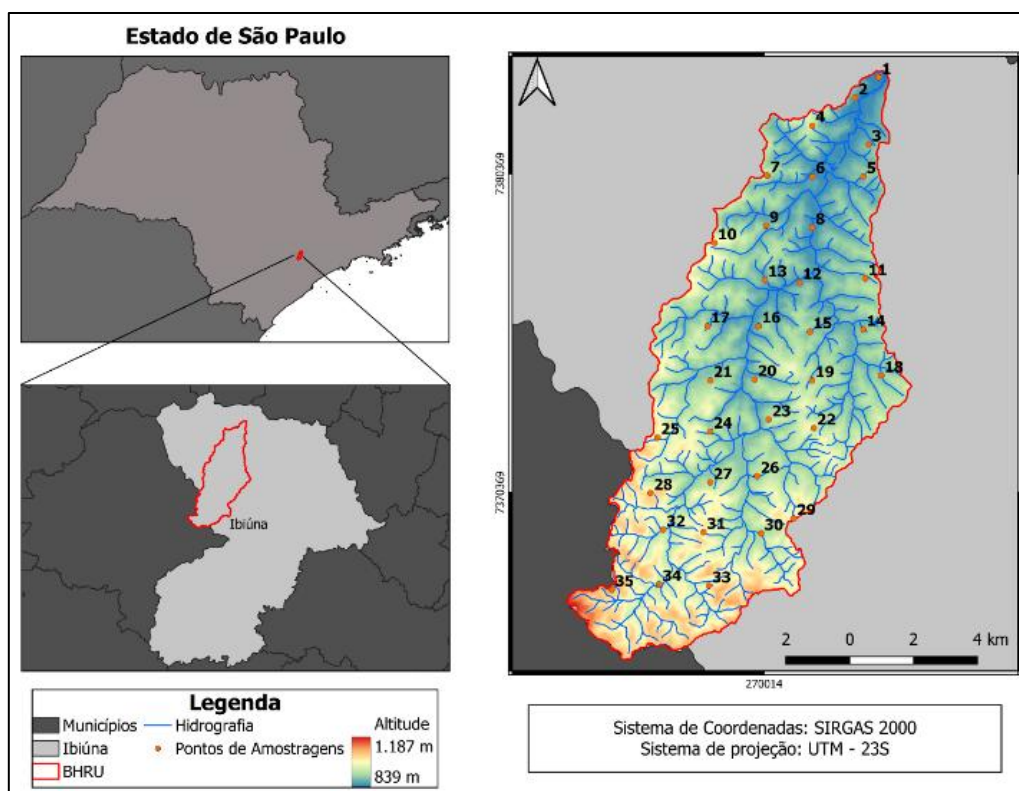 Estado de São Paulo
Ibiúna
Legenda
Municípios
Hidrografia
Altitude
Ibiúna
Pontos de Amostragens
1.187 m
BHRU
839 m
7380369
7370369
270014
1
2
4
3
7
6
5
9
8
10
13
12
11
17
16
15
14
21
20
19
18
25
24
23
22
28
27
26
32
31
30
29
35
34
33
2 0 2 4 km
Sistema de Coordenadas: SIRGAS 2000
Sistema de projeção: UTM - 23S